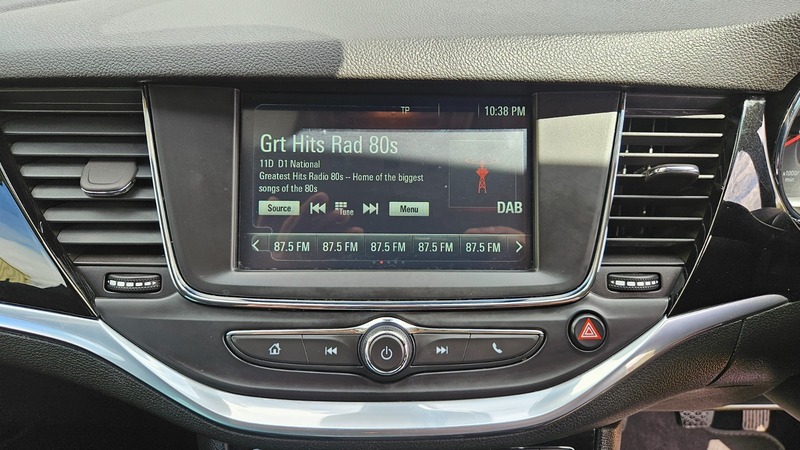 TP
10:38 PM
Grt Hits Rad 80s
11D D1 National
Greatest Hits Radio 80s -- Home of the biggest
songs of the 80s
Source
Tune
Menu
DAB
87.5 FM 87.5 FM 87.5 FM 87.5 FM 87.5 FM
x1000/
min